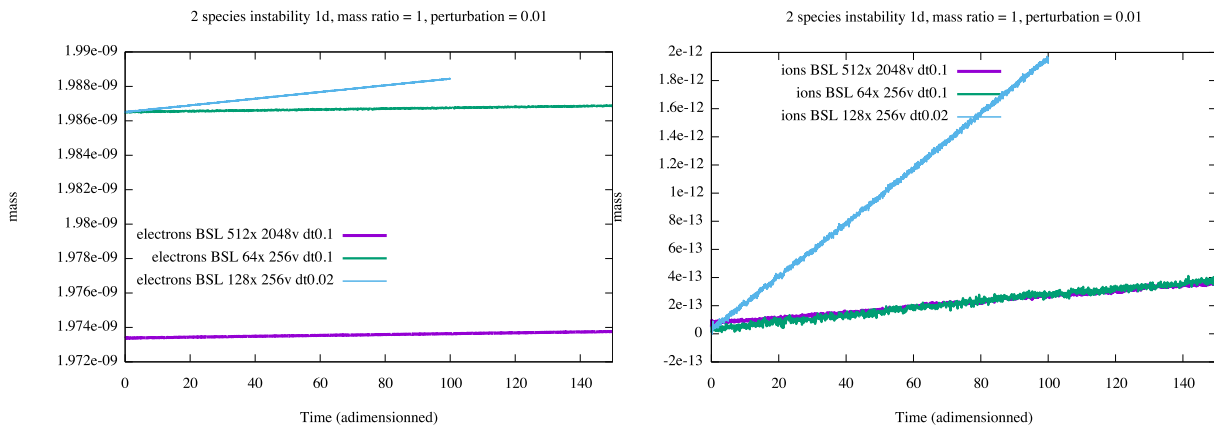 2 species instability 1d, mass ratio = 1, perturbation = 0.01
1.99e-09
1.988e-09
1.986e-09
1.984e-09
1.982e-09
1.98e-09
1.978e-09
1.976e-09
1.974e-09
1.972e-09
mass
electrons BSL 512x 2048v dt0.1
electrons BSL 64x 256v dt0.1
electrons BSL 128x 256v dt0.02
0 20 40 60 80 100 120 140
Time (adimensionned)
2 species instability 1d, mass ratio = 1, perturbation = 0.01
2e-12
1.8e-12
1.6e-12
1.4e-12
1.2e-12
1e-12
8e-13
6e-13
4e-13
2e-13
0
-2e-13
mass
ions BSL 512x 2048v dt0.1
ions BSL 64x 256v dt0.1
ions BSL 128x 256v dt0.02
0 20 40 60 80 100 120 140
Time (adimensionned)